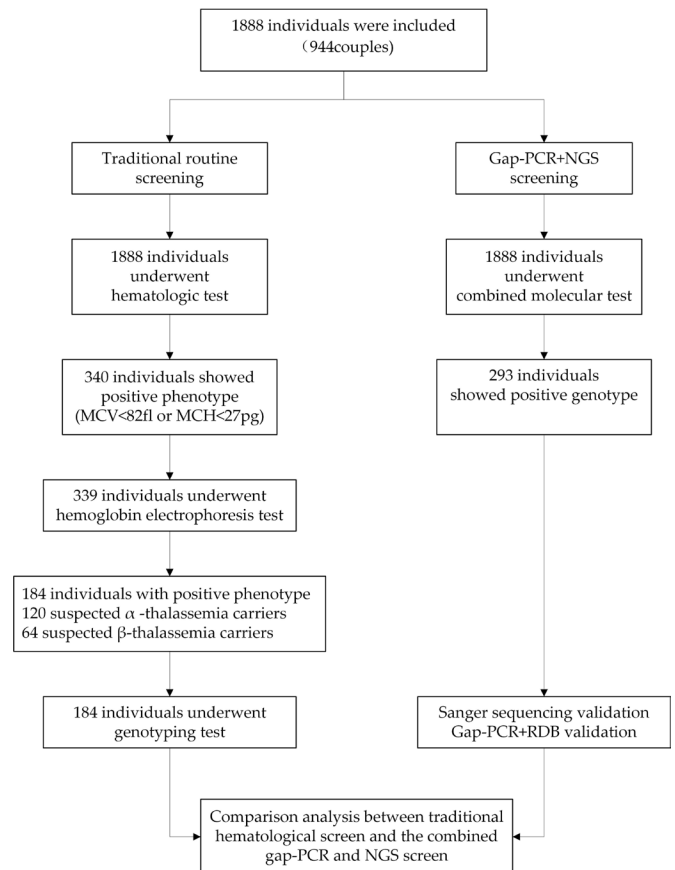 1888 individuals were included
（944couples)
Traditional routine
screening
Gap-PCR+NGS
screening
1888 individuals
underwent
hematologic test
1888 individuals
underwent
combined molecular test
340 individuals showed
positive phenotype
(MCV<82fl or MCH<27pg)
293 individuals
showed positive genotype
339 individuals underwent
hemoglobin electrophoresis test
184 individuals with positive phenotype
120 suspected α -thalassemia carriers
64 suspected β-thalassemia carriers
184 individuals underwent
genotyping test
Sanger sequencing validation
Gap-PCR+RDB validation
Comparison analysis between traditional
hematological screen and the combined
gap-PCR and NGS screen